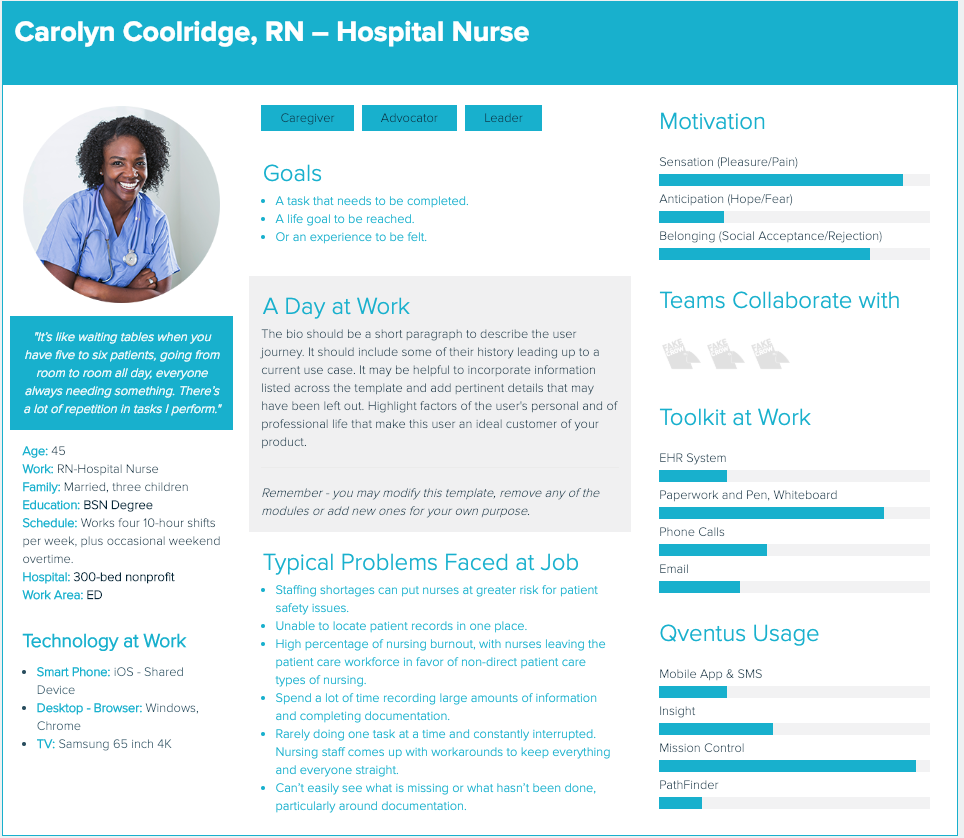 Carolyn Coolridge, RN – Hospital Nurse
"It's like waiting tables when you
have five to six patients, going from
room to room all day, everyone
always needing something. There's
a lot of repetition in tasks I perform."
Age: 45
Work: RN-Hospital Nurse
Family: Married, three children
Education: BSN Degree
Schedule: Works four 10-hour shifts
per week, plus occasional weekend
overtime.
Hospital: 300-bed nonprofit
Work Area: ED
Technology at Work
• Smart Phone: iOS - Shared
Device
• Desktop - Browser: Windows,
Chrome
• TV: Samsung 65 inch 4K
Caregiver
Advocator
Leader
Goals
• A task that needs to be completed.
• A life goal to be reached.
• Or an experience to be felt.
A Day at Work
The bio should be a short paragraph to describe the user
journey. It should include some of their history leading up to a
current use case. It may be helpful to incorporate information
listed across the template and add pertinent details that may
have been left out. Highlight factors of the user's personal and of
professional life that make this user an ideal customer of your
product.
Remember - you may modify this template, remove any of the
modules or add new ones for your own purpose.
Typical Problems Faced at Job
• Staffing shortages can put nurses at greater risk for patient
safety issues.
• Unable to locate patient records in one place.
• High percentage of nursing burnout, with nurses leaving the
patient care workforce in favor of non-direct patient care
types of nursing.
• Spend a lot of time recording large amounts of information
and completing documentation.
• Rarely doing one task at a time and constantly interrupted.
Nursing staff comes up with workarounds to keep everything
and everyone straight.
• Can't easily see what is missing or what hasn't been done,
particularly around documentation.
Motivation
Sensation (Pleasure/Pain)
Anticipation (Hope/Fear)
Belonging (Social Acceptance/Rejection)
Teams Collaborate with
FAKE
FAKE
FAKE
Toolkit at Work
EHR System
Paperwork and Pen, Whiteboard
Phone Calls
Email
Qventus Usage
Mobile App & SMS
Insight
Mission Control
PathFinder